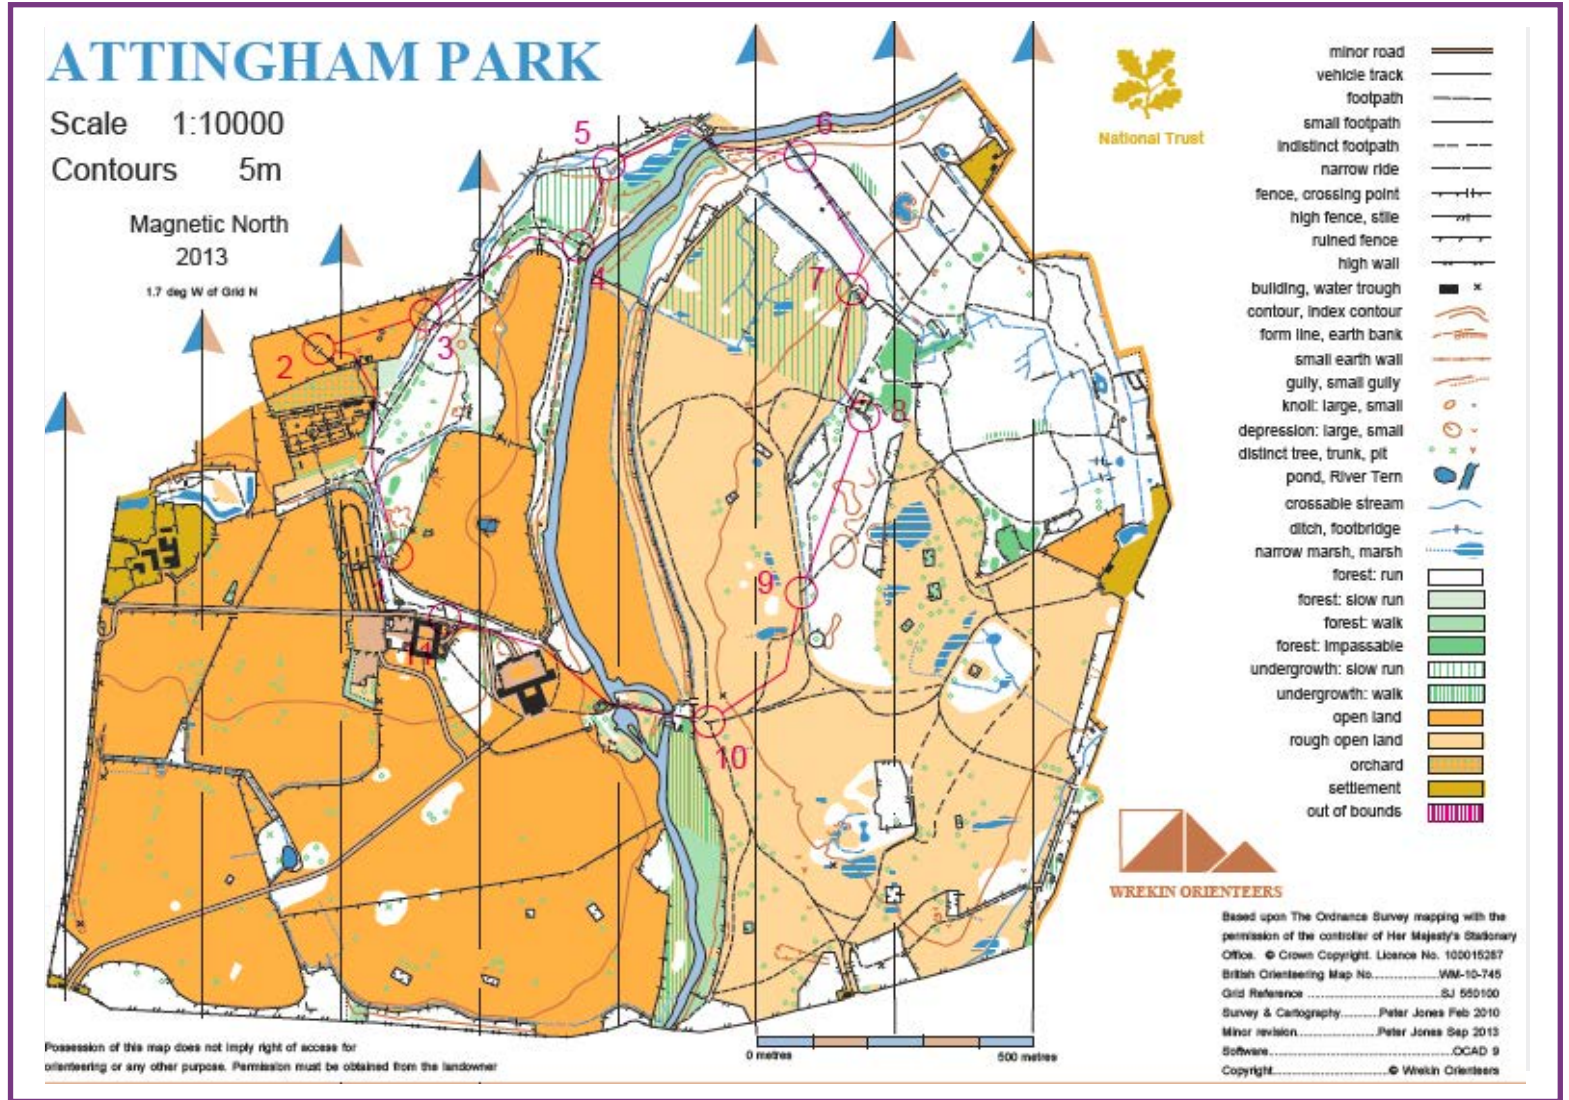 ATTINGHAM PARK
Scale 1:10000
Contours 5m
Magnetic North
2013
1.7 deg W of Grid N
National Trust
minor road
vehicle track
footpath
small footpath
indistinct footpath
narrow ride
fence, crossing point
high fence, stile
ruined fence
high wall
building, water trough
contour, index contour
form line, earth bank
small earth wall
gully, small gully
knoll: large, small
depression: large, small
distinct tree, trunk, pit
pond, River Tern
crossable stream
ditch, footbridge
narrow marsh, marsh
forest: run
forest: slow run
forest: walk
forest: impassable
undergrowth: slow run
undergrowth: walk
open land
rough open land
orchard
settlement
out of bounds
5
6
4
7
2
3
8
9
11
10
WREKIN ORIENTEERS
Based upon The Ordnance Survey mapping with the
permission of the controller of Her Majesty's Stationary
Office. © Crown Copyright. Licence No. 100015287
British Orienteering Map No..................WM-10-745
Grid Reference ......................................SJ 550100
Survey & Cartography...........Peter Jones Feb 2010
Minor revision.......................Peter Jones Sep 2013
Software..................................................OCAD 9
Copyright................................© Wrekin Orienteers
0 metres
500 metres
Possession of this map does not imply right of access for
orienteering or any other purpose. Permission must be obtained from the landowner